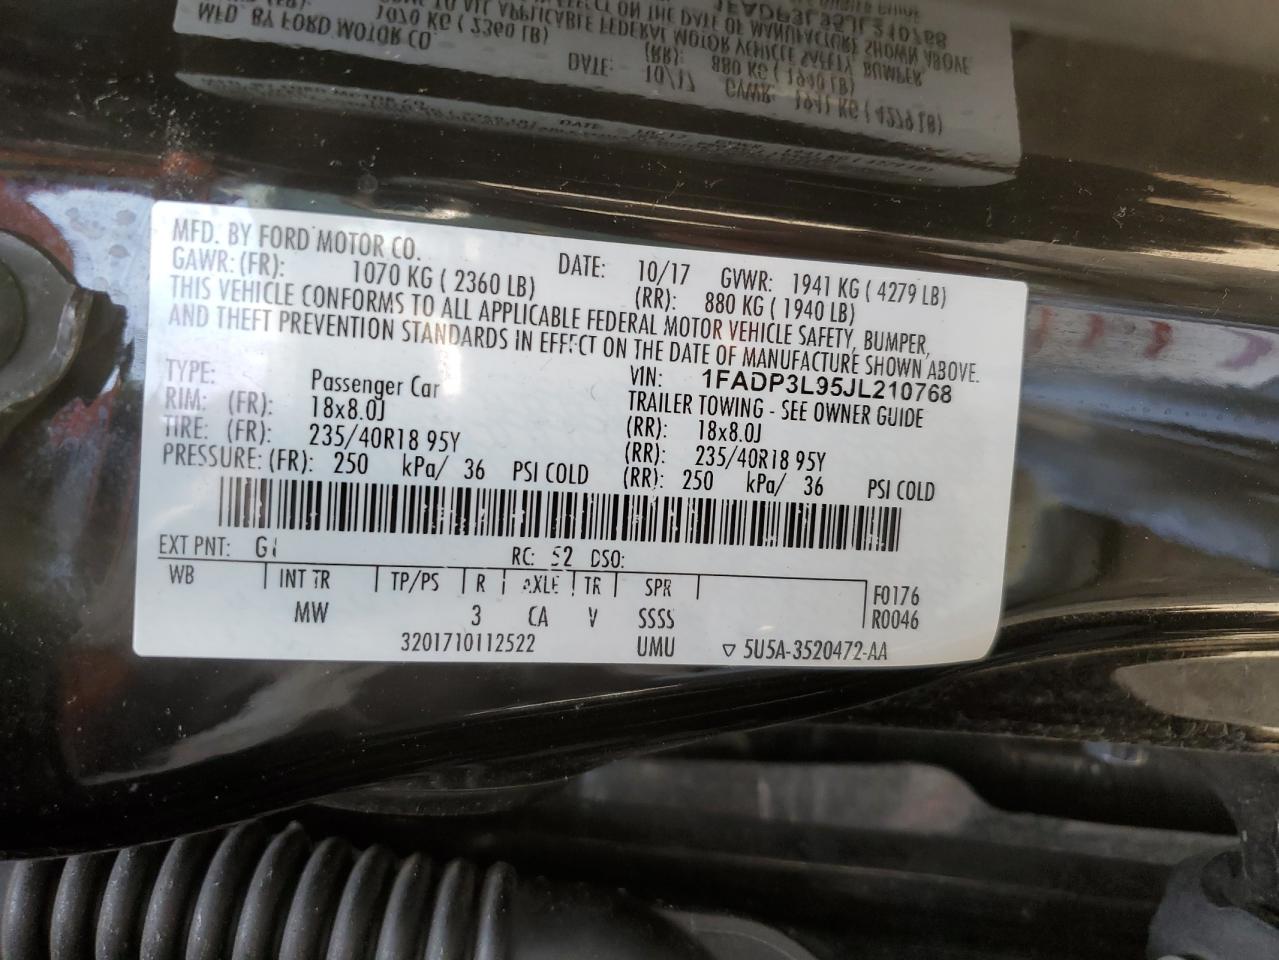 MFD. BY FORD MOTOR CO. DATE: 10/17 GVWR: 1941 KG ( 4279 LB)
GAWR: (FR): 1070 KG ( 2360 LB) (RR): 880 KG ( 1940 LB)
THIS VEHICLE CONFORMS TO ALL APPLICABLE FEDERAL MOTOR VEHICLE SAFETY, BUMPER,
AND THEFT PREVENTION STANDARDS IN EFFECT ON THE DATE OF MANUFACTURE SHOWN ABOVE.
VIN: 1FADP3L95JL210768
TYPE: Passenger Car TRAILER TOWING - SEE OWNER GUIDE
RIM: (FR): 18x8.0J (RR): 18x8.0J
TIRE: (FR): 235/40R18 95Y (RR): 235/40R18 95Y
PRESSURE: (FR): 250 kPa/ 36 PSI COLD (RR): 250 kPa/ 36 PSI COLD
EXT PNT: RC: 52 DSO:
WB INT TR TP/PS R AXLE TR SPR F0176
MW 3 CA V SSSS R0046
3201710112522 UMU ▽ 5U5A-3520472-AA